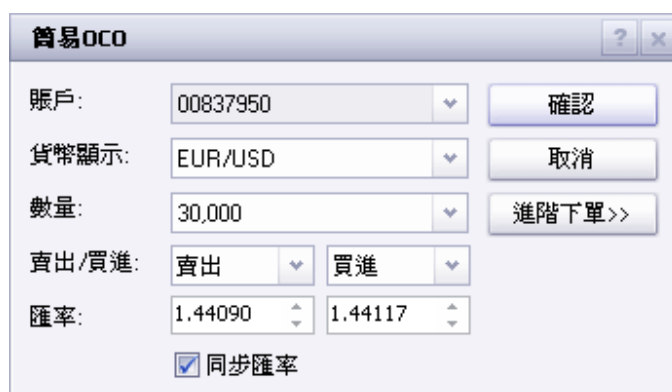 簡易OCO
賬戶: 00837950 確認
貨幣顯示: EUR/USD 取消
數量: 30,000 進階下單>>
賣出/買進: 賣出 買進
匯率: 1.44090 1.44117
同步匯率